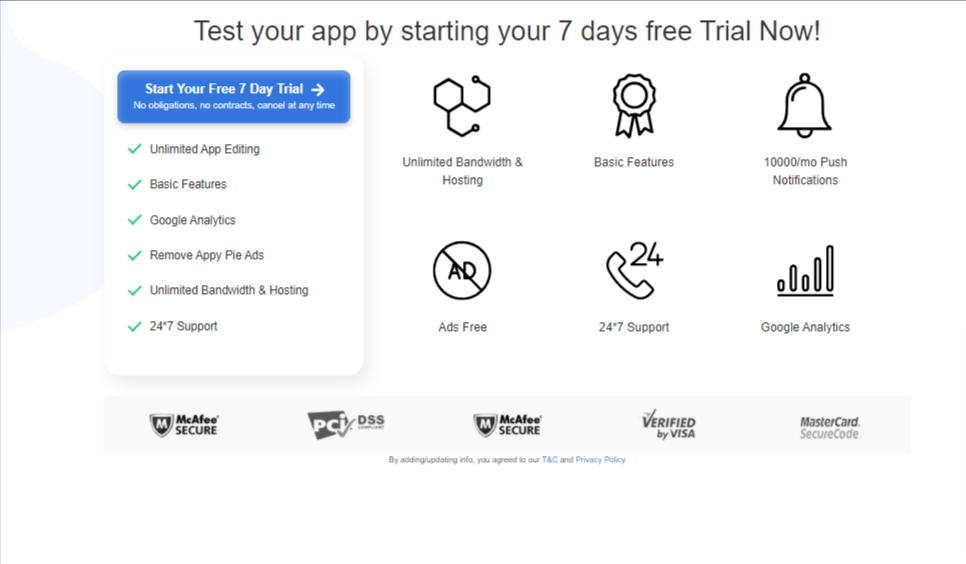 Test your app by starting your 7 days free Trial Now!
Start Your Free 7 Day Trial →
No obligations, no contracts, cancel at any time
Unlimited App Editing
Basic Features
Google Analytics
Remove Appy Pie Ads
Unlimited Bandwidth & Hosting
24*7 Support
Unlimited Bandwidth &
Hosting
Basic Features
10000/mo Push
Notifications
AD
Ads Free
24
24*7 Support
Google Analytics
M McAfee
SECURE
PCI DSS
COMPLIANT
M McAfee
SECURE
VERIFIED
by VISA
MasterCard.
SecureCode
By adding/updating info, you agreed to our T&C and Privacy Policy